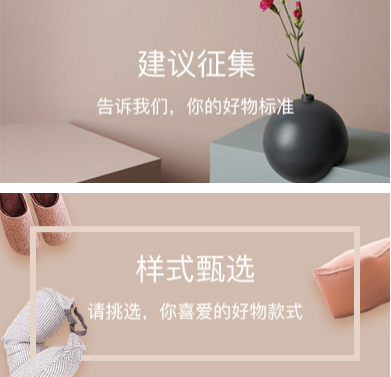 建议征集
告诉我们，你的好物标准
样式甄选
请挑选，你喜爱的好物款式